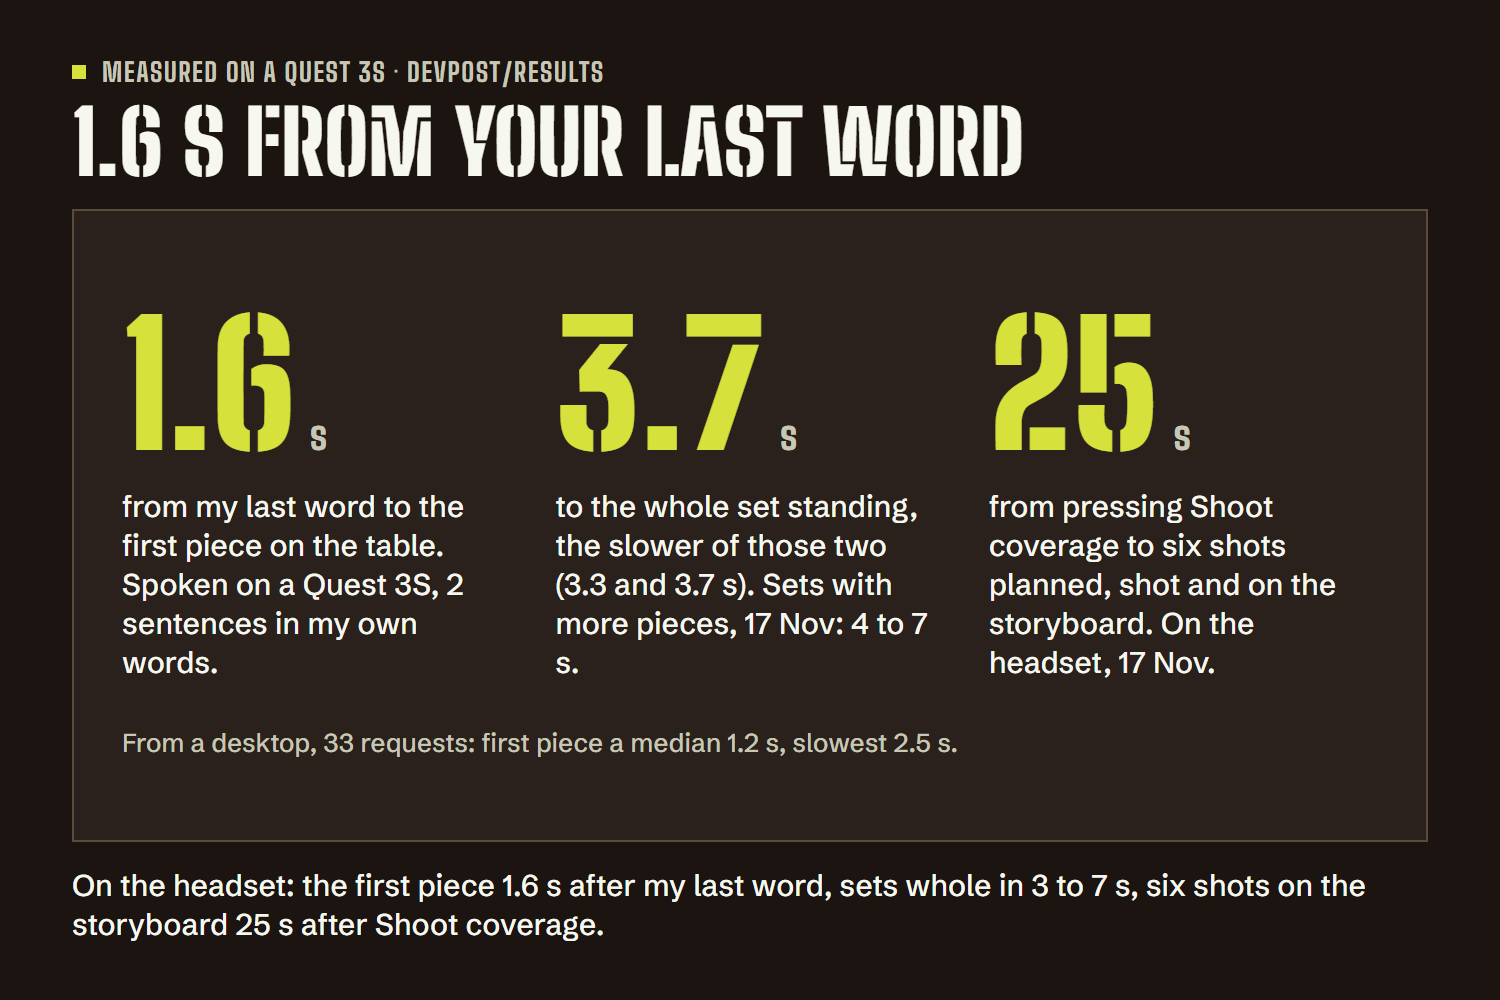 MEASURED ON A QUEST 3S · DEVPOST/RESULTS
1.6 S FROM YOUR LAST WORD
1.6 s
from my last word to the
first piece on the table.
Spoken on a Quest 3S, 2
sentences in my own
words.
3.7 s
to the whole set standing,
the slower of those two
(3.3 and 3.7 s). Sets with
more pieces, 17 Nov: 4 to 7
s.
25 s
from pressing Shoot
coverage to six shots
planned, shot and on the
storyboard. On the
headset, 17 Nov.
From a desktop, 33 requests: first piece a median 1.2 s, slowest 2.5 s.
On the headset: the first piece 1.6 s after my last word, sets whole in 3 to 7 s, six shots on the
storyboard 25 s after Shoot coverage.